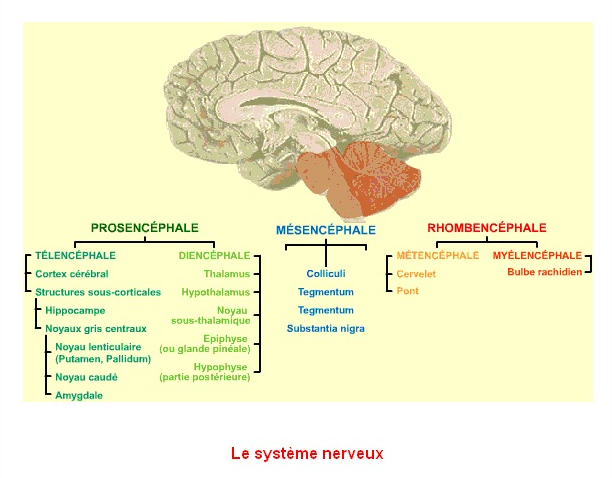 PROSENCÉPHALE
MÉSENCÉPHALE
RHOMBENCÉPHALE
TÉLENCÉPHALE
Cortex cérébral
Structures sous-corticales
Hippocampe
Noyaux gris centraux
Noyau lenticulaire
(Putamen, Pallidum)
Noyau caudé
Amygdale
DIENCÉPHALE
Thalamus
Hypothalamus
Noyau
sous-thalamique
Epiphyse
(ou glande pinéale)
Hypophyse
(partie postérieure)
Colliculi
Tegmentum
Tegmentum
Substantia nigra
MÉTENCÉPHALE
Cervelet
Pont
MYÉLENCÉPHALE
Bulbe rachidien
Le système nerveux